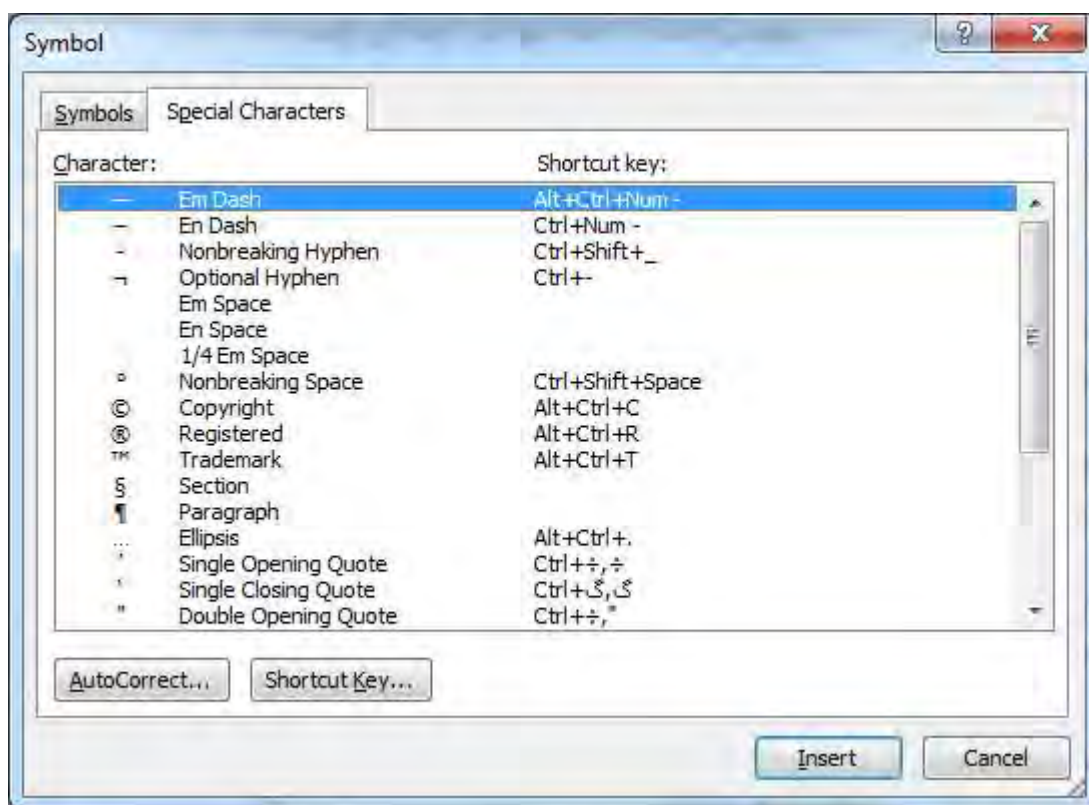 Symbol
Symbols Special Characters
Character: Shortcut key:
— Em Dash Alt+Ctrl+Num -
– En Dash Ctrl+Num -
- Nonbreaking Hyphen Ctrl+Shift+_
¬ Optional Hyphen Ctrl+-
Em Space
En Space
1/4 Em Space
° Nonbreaking Space Ctrl+Shift+Space
© Copyright Alt+Ctrl+C
® Registered Alt+Ctrl+R
™ Trademark Alt+Ctrl+T
§ Section
¶ Paragraph
... Ellipsis Alt+Ctrl+.
‘ Single Opening Quote Ctrl+÷,÷
’ Single Closing Quote Ctrl+گ,گ
" Double Opening Quote Ctrl+÷,"
AutoCorrect... Shortcut Key...
Insert Cancel